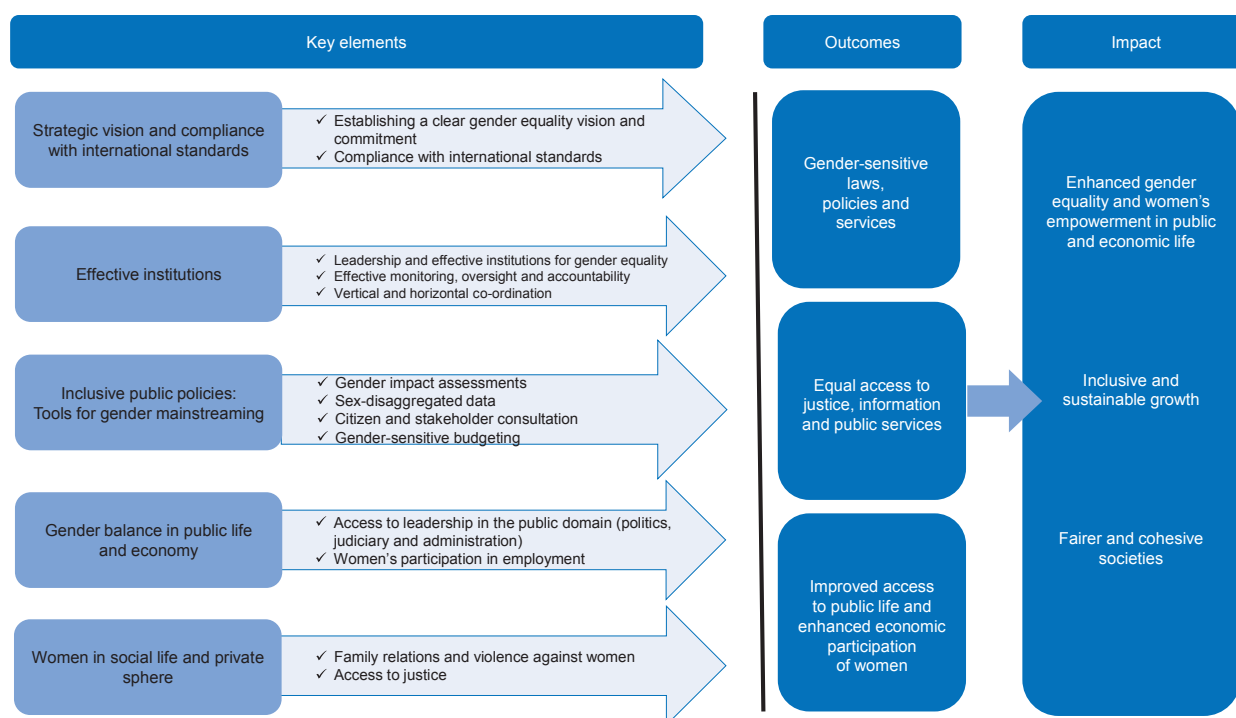 Key elements
Outcomes
Impact
Strategic vision and compliance
with international standards
✓ Establishing a clear gender equality vision and
commitment
✓ Compliance with international standards
Effective institutions
✓ Leadership and effective institutions for gender equality
✓ Effective monitoring, oversight and accountability
✓ Vertical and horizontal co-ordination
Inclusive public policies:
Tools for gender mainstreaming
✓ Gender impact assessments
✓ Sex-disaggregated data
✓ Citizen and stakeholder consultation
✓ Gender-sensitive budgeting
Gender balance in public life
and economy
✓ Access to leadership in the public domain (politics,
judiciary and administration)
✓ Women’s participation in employment
Women in social life and private
sphere
✓ Family relations and violence against women
✓ Access to justice
Gender-sensitive
laws,
policies and
services
Equal access to
justice, information
and public services
Improved access
to public life and
enhanced economic
participation
of women
Enhanced gender
equality and women’s
empowerment in public
and economic life
Inclusive and
sustainable growth
Fairer and cohesive
societies